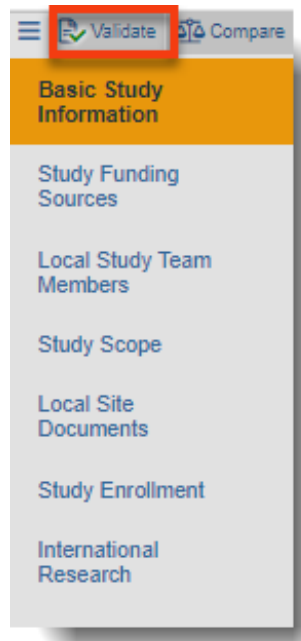 Validate Compare
Basic Study
Information
Study Funding
Sources
Local Study Team
Members
Study Scope
Local Site
Documents
Study Enrollment
International
Research